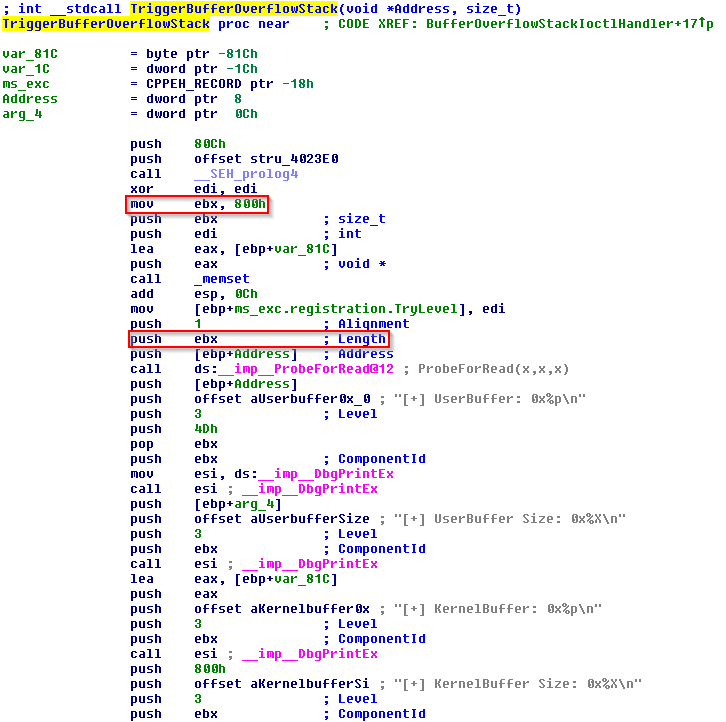 ; int __stdcall TriggerBufferOverflowStack(void *Address, size_t)
TriggerBufferOverflowStack proc near ; CODE XREF: BufferOverflowStackIoctlHandler+17↑p
var_81C = byte ptr -81Ch
var_1C = dword ptr -1Ch
ms_exc = CPPEH_RECORD ptr -18h
Address = dword ptr 8
arg_4 = dword ptr 0Ch
push 80Ch
push offset stru_4023E0
call __SEH_prolog4
xor edi, edi
mov ebx, 800h
push ebx ; size_t
push edi ; int
lea eax, [ebp+var_81C]
push eax ; void *
call _memset
add esp, 0Ch
mov [ebp+ms_exc.registration.TryLevel], edi
push 1 ; Alignment
push ebx ; Length
push [ebp+Address] ; Address
call ds:__imp__ProbeForRead@12 ; ProbeForRead(x,x,x)
push [ebp+Address]
push offset aUserbuffer0x_0 ; "[+] UserBuffer: 0x%p\n"
push 3 ; Level
push 4Dh
pop ebx
push ebx ; ComponentId
mov esi, ds:__imp__DbgPrintEx
call esi ; __imp__DbgPrintEx
push [ebp+arg_4]
push offset aUserbufferSize ; "[+] UserBuffer Size: 0x%X\n"
push 3 ; Level
push ebx ; ComponentId
call esi ; __imp__DbgPrintEx
lea eax, [ebp+var_81C]
push eax
push offset aKernelbuffer0x ; "[+] KernelBuffer: 0x%p\n"
push 3 ; Level
push ebx ; ComponentId
call esi ; __imp__DbgPrintEx
push 800h
push offset aKernelbufferSi ; "[+] KernelBuffer Size: 0x%X\n"
push 3 ; Level
push ebx ; ComponentId